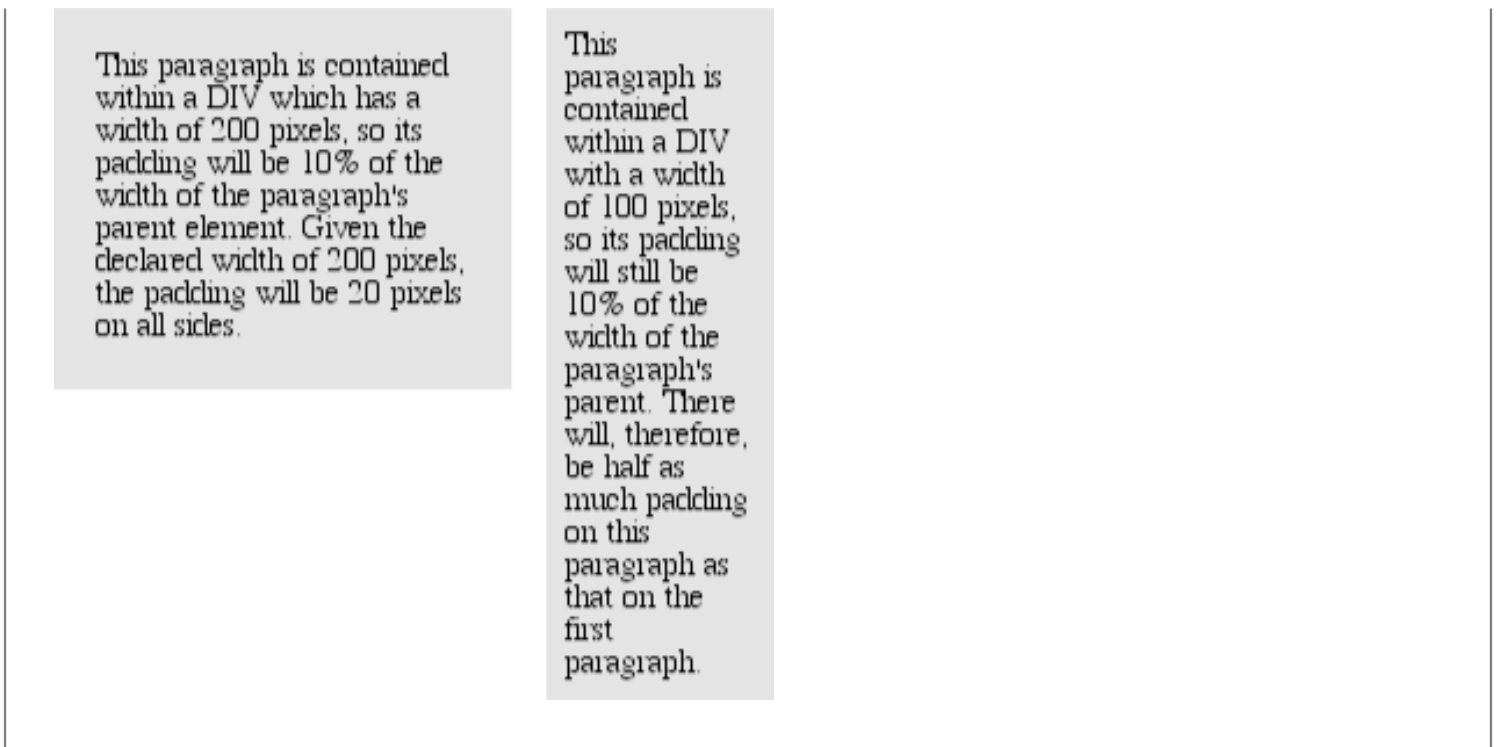 This paragraph is contained
within a DIV which has a
width of 200 pixels, so its
padding will be 10% of the
width of the paragraph's
parent element. Given the
declared width of 200 pixels,
the padding will be 20 pixels
on all sides.
This
paragraph is
contained
within a DIV
with a width
of 100 pixels,
so its padding
will still be
10% of the
width of the
paragraph's
parent. There
will, therefore,
be half as
much padding
on this
paragraph as
that on the
first
paragraph.